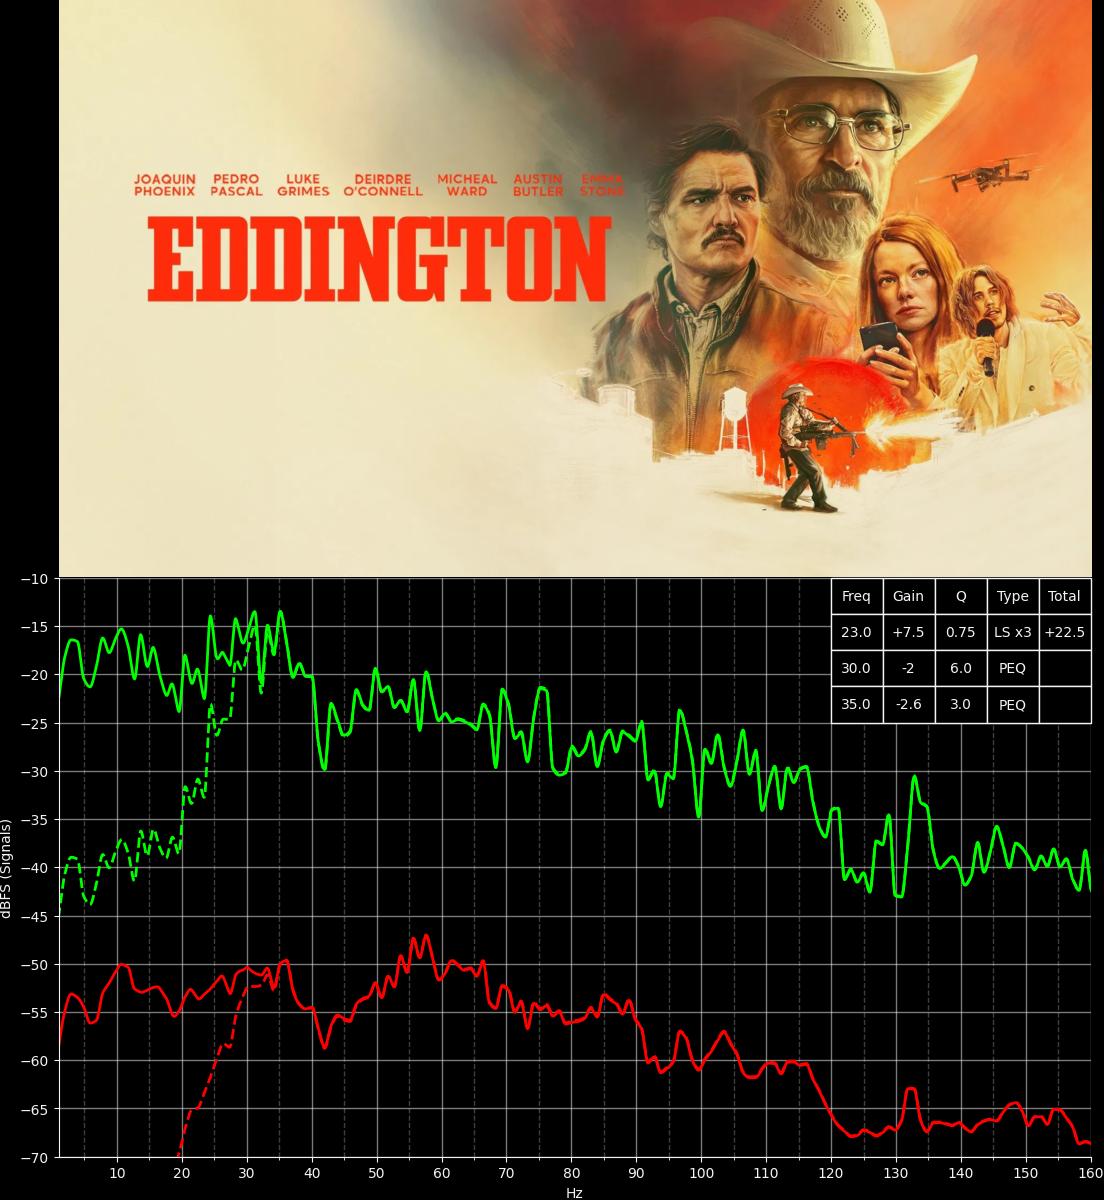 JOAQUIN PEDRO LUKE DEIRDRE MICHEAL AUSTIN EMMA
PHOENIX PASCAL GRIMES O'CONNELL WARD BUTLER STONE
EDDINGTON
−10
−15
−20
−25
−30
−35
−40
−45
−50
−55
−60
−65
−70
dBFS (Signals)
Freq Gain Q Type Total
23.0 +7.5 0.75 LS x3 +22.5
30.0 -2 6.0 PEQ
35.0 -2.6 3.0 PEQ
10 20 30 40 50 60 70 80 90 100 110 120 130 140 150 160
Hz